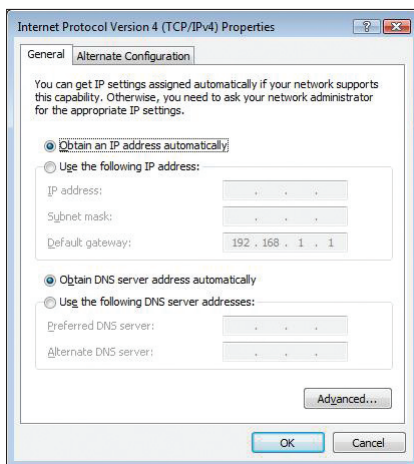 Internet Protocol Version 4 (TCP/IPv4) Properties
General
Alternate Configuration
You can get IP settings assigned automatically if your network supports
this capability. Otherwise, you need to ask your network administrator
for the appropriate IP settings.
Obtain an IP address automatically
Use the following IP address:
IP address:
. . .
Subnet mask:
. . .
Default gateway:
192 . 168 . 1 . 1
Obtain DNS server address automatically
Use the following DNS server addresses:
Preferred DNS server:
. . .
Alternate DNS server:
. . .
Advanced...
OK
Cancel